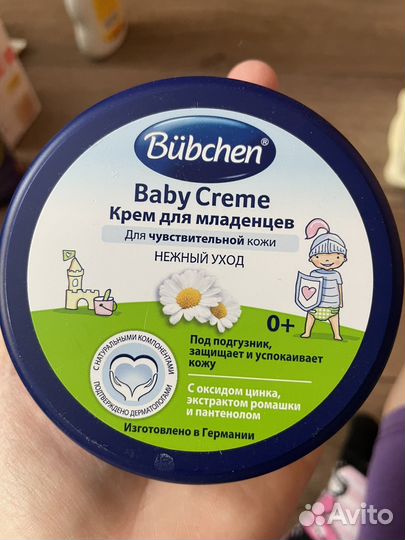 Bübchen®
Baby Creme
Крем для младенцев
Для чувствительной кожи
НЕЖНЫЙ УХОД
0+
Под подгузник,
защищает и успокаивает
кожу
С НАТУРАЛЬНЫМИ КОМПОНЕНТАМИ
ПОДТВЕРЖДЕНО ДЕРМАТОЛОГАМИ
С оксидом цинка,
экстрактом ромашки
и пантенолом
Изготовлено в Германии
Avito